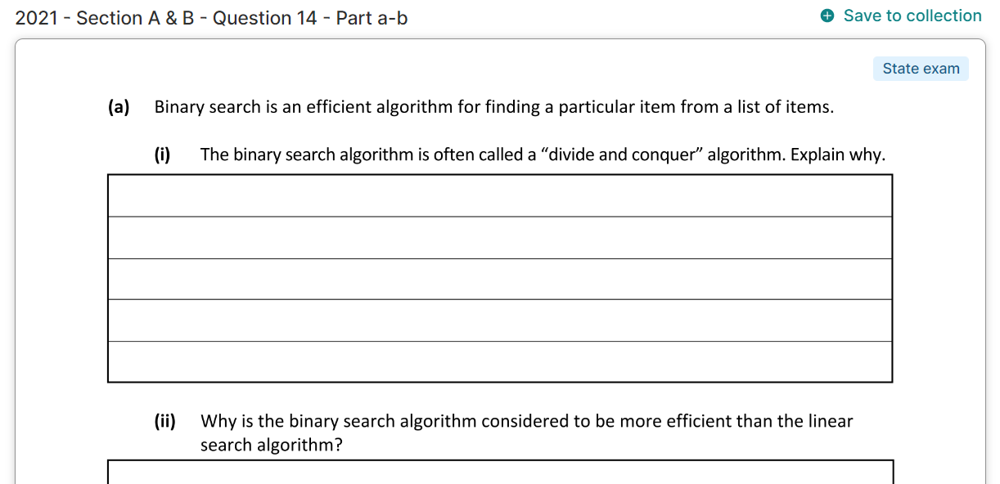 2021 - Section A & B - Question 14 - Part a-b
Save to collection
State exam
(a) Binary search is an efficient algorithm for finding a particular item from a list of items.
(i) The binary search algorithm is often called a “divide and conquer” algorithm. Explain why.
(ii) Why is the binary search algorithm considered to be more efficient than the linear
search algorithm?